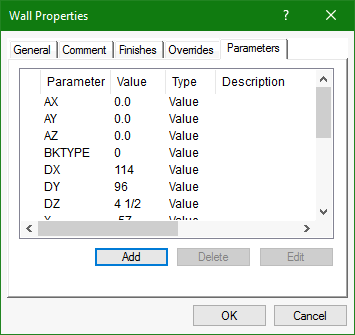 Wall Properties ? ×
General Comment Finishes Overrides Parameters
Parameter Value Type Description
AX 0.0 Value
AY 0.0 Value
AZ 0.0 Value
BKTYPE 0 Value
DX 114 Value
DY 96 Value
DZ 4 1/2 Value
Add Delete Edit
OK Cancel